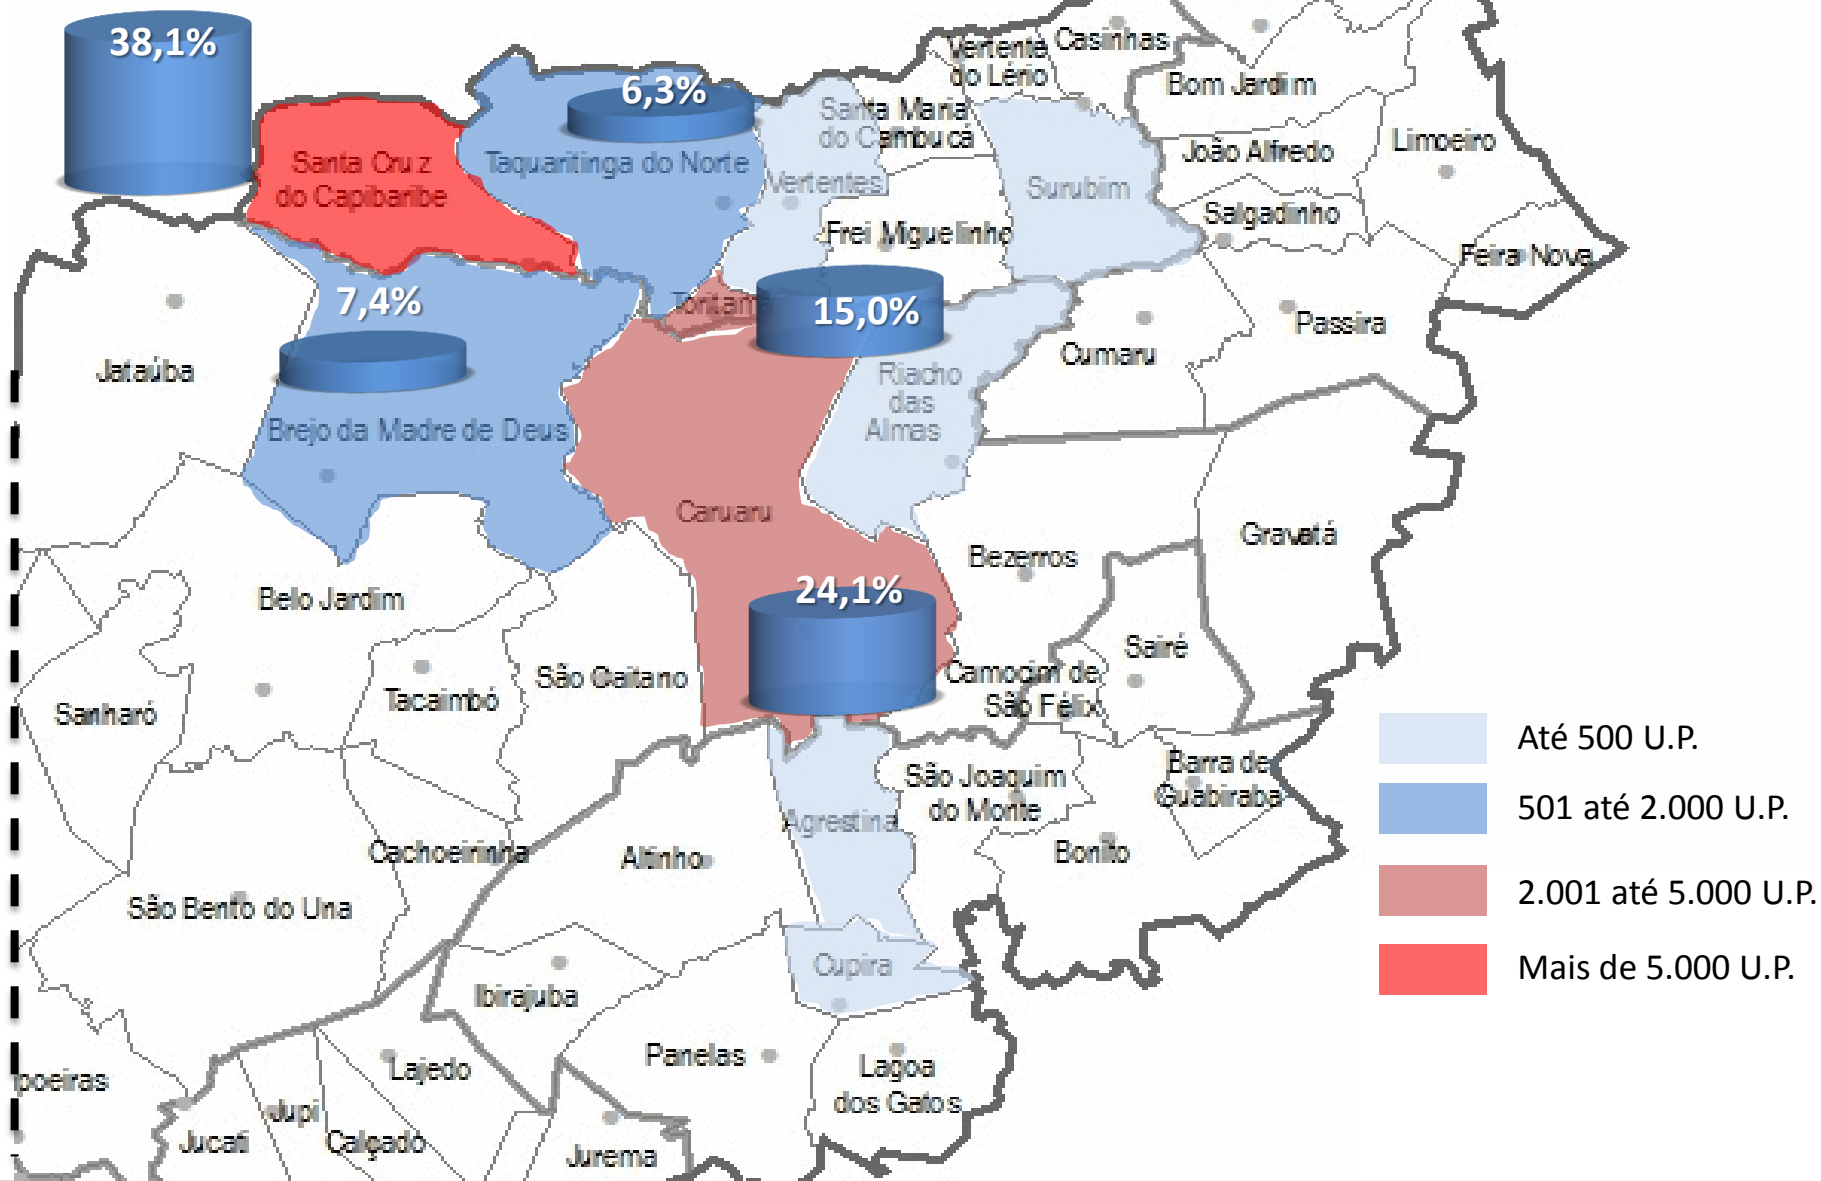 38,1%
6,3%
Vertente
do Lério
Casinhas
Bom Jardim
Santa Maria
do Cambucá
Santa Cruz
do Capibaribe
Taquaritinga do Norte
Vertentes
Surubim
João Alfredo
Limoeiro
Salgadinho
Frei Miguelinho
Feira Nova
7,4%
Toritama
15,0%
Passira
Cumaru
Jataúba
Riacho
das
Almas
Brejo da Madre de Deus
Caruaru
Gravatá
Bezerros
24,1%
Belo Jardim
Sairé
São Caitano
Camocim de
São Félix
Tacaimbó
Sanharó
Até 500 U.P.
São Joaquim
do Monte
Barra de
Guabiraba
501 até 2.000 U.P.
Agrestina
Cachoeirinha
Altinho
Bonito
2.001 até 5.000 U.P.
São Bento do Una
Cupira
Mais de 5.000 U.P.
Ibirajuba
Panelas
Lagoa
dos Gatos
Lajedo
poeiras
Jupi
Jucati
Calçado
Jurema